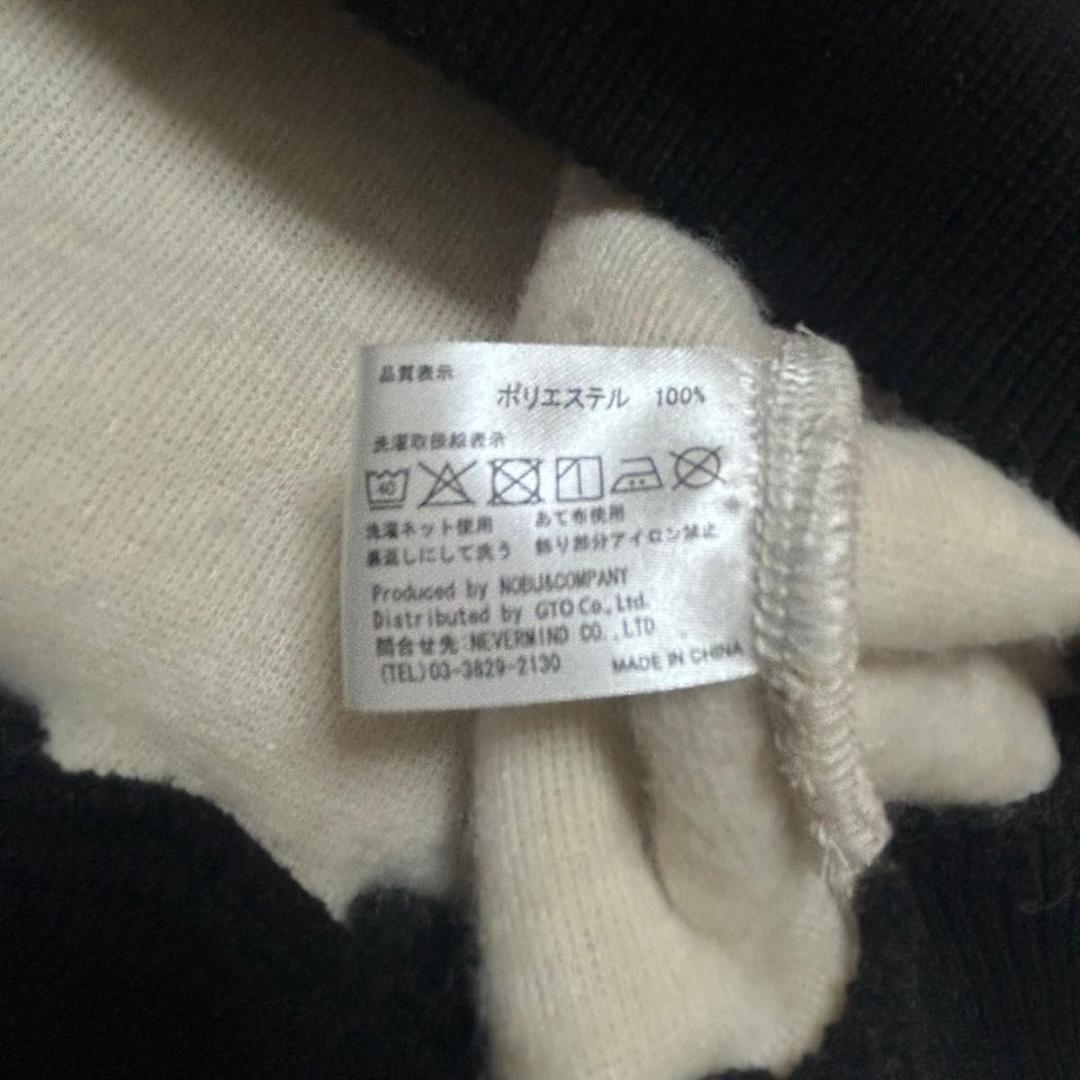 品質表示
ポリエステル 100%
洗濯取扱絵表示
40
洗濯ネット使用 あて布使用
裏返しにして洗う 飾り部分アイロン禁止
Produced by NOBU&COMPANY
Distributed by GTO Co., Ltd.
問合せ先 NEVERMIND CO.,LTD
(TEL)03-3829-2130 MADE IN CHINA